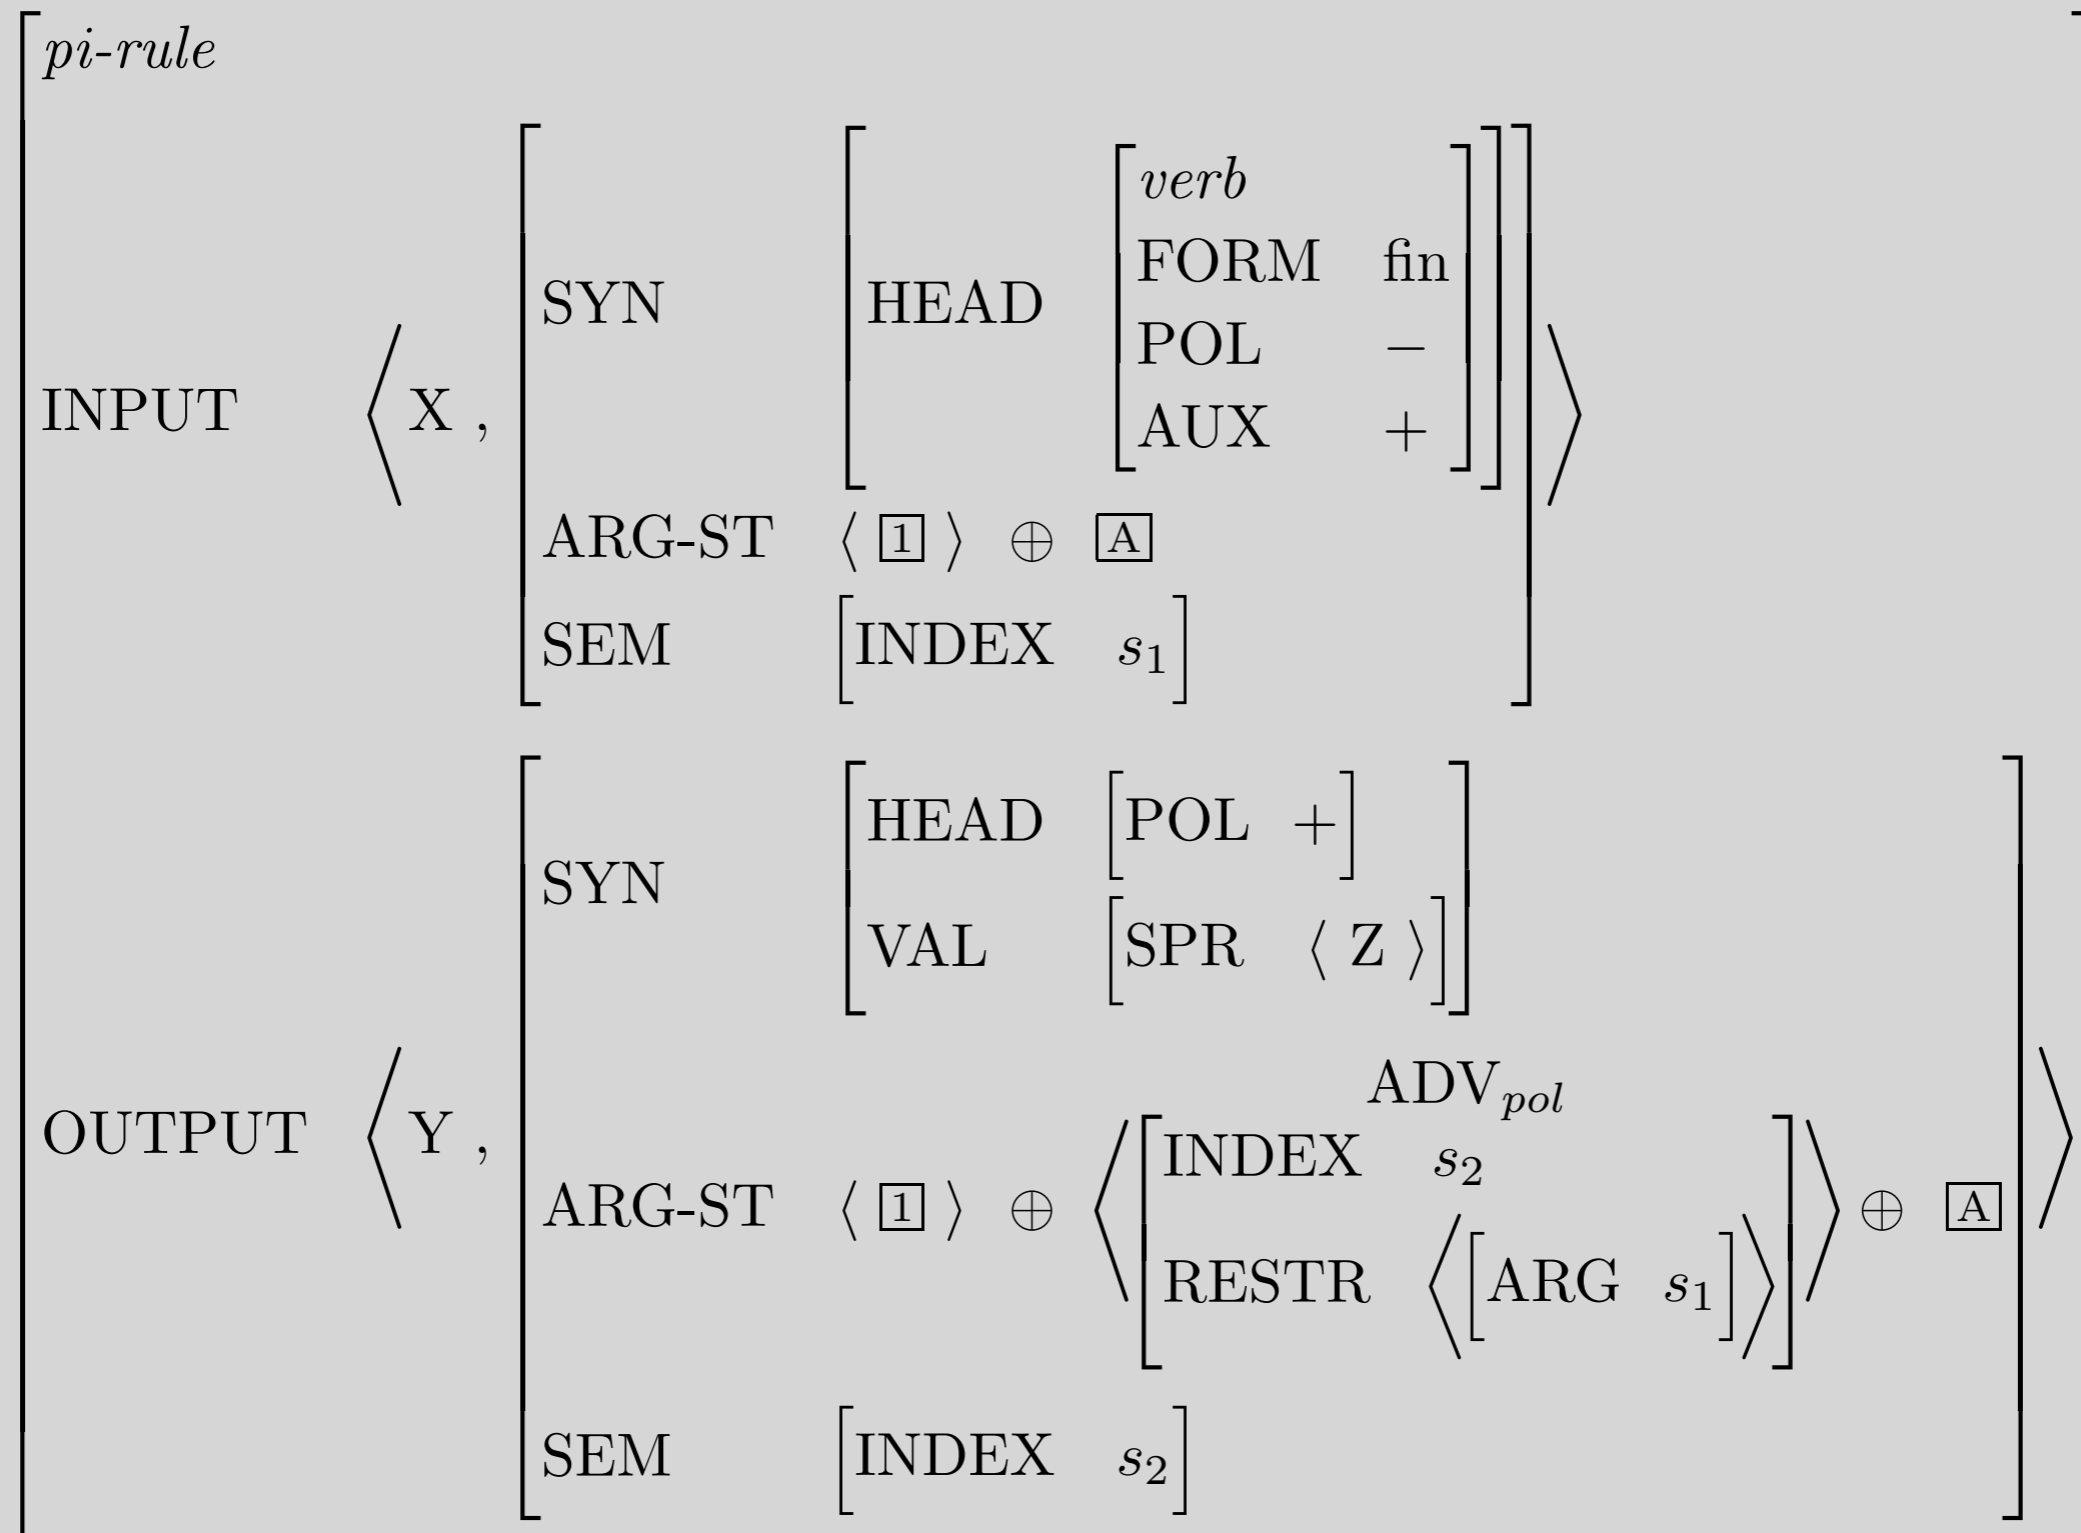 pi-rule
INPUT ⟨ X , [ SYN [ HEAD [ verb
FORM fin
POL −
AUX + ] ] 
ARG-ST ⟨ 1 ⟩ ⊕ A
SEM [ INDEX s₁ ] ] ⟩
OUTPUT ⟨ Y , [ SYN [ HEAD [ POL + ]
VAL [ SPR ⟨ Z ⟩ ] ]
ARG-ST ⟨ 1 ⟩ ⊕ ⟨ ADVpol
[ INDEX s₂
RESTR ⟨ [ ARG s₁ ] ⟩ ] ⟩ ⊕ A
SEM [ INDEX s₂ ] ] ⟩